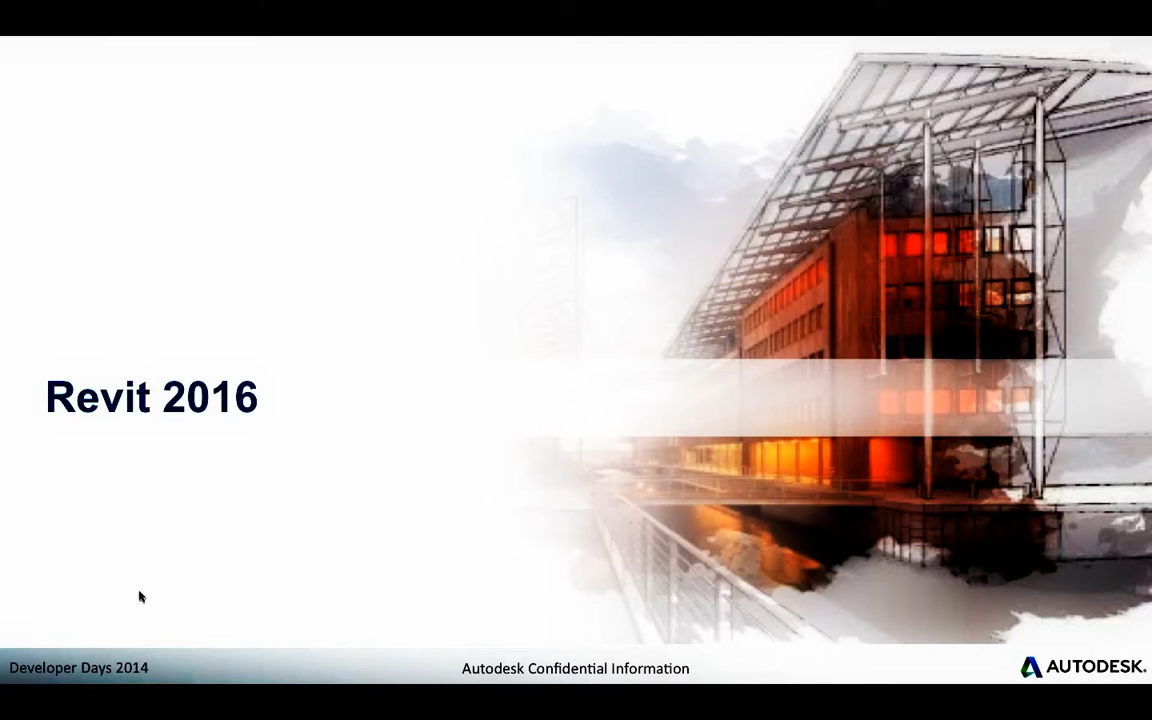 Revit 2016
Developer Days 2014
Autodesk Confidential Information
AUTODESK.